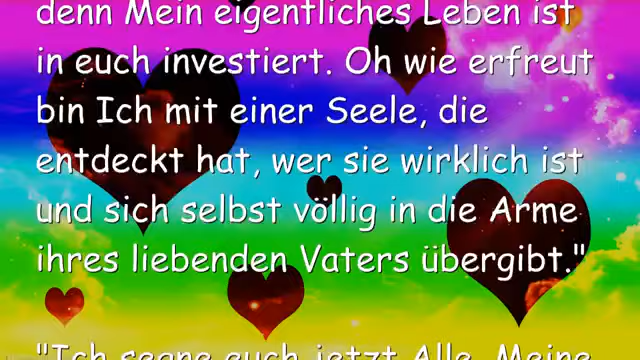 denn Mein eigentliches Leben ist
in euch investiert. Oh wie erfreut
bin Ich mit einer Seele, die
entdeckt hat, wer sie wirklich ist
und sich selbst völlig in die Arme
ihres liebenden Vaters übergibt."
"Ich segne euch jetzt Alle, Meine